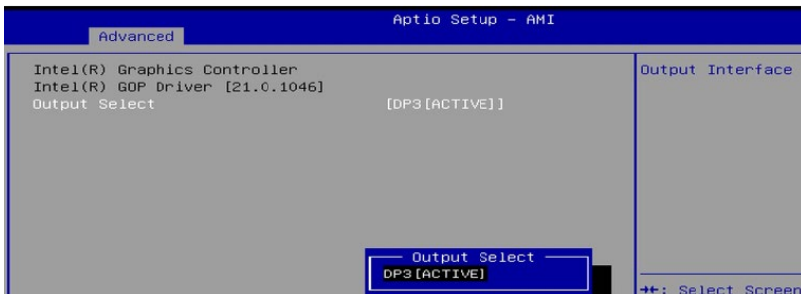 Aptio Setup - AMI
Advanced
Intel(R) Graphics Controller
Intel(R) GOP Driver [21.0.1046]
Output Select [DP3[ACTIVE]]
Output Interface
Output Select
DP3[ACTIVE]
→←: Select Screen